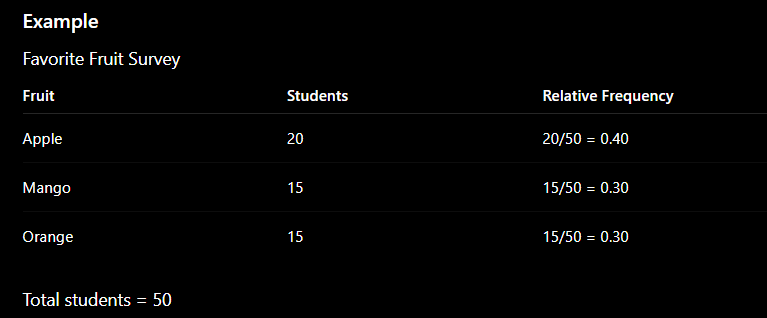 Example
Favorite Fruit Survey
Fruit Students Relative Frequency
Apple 20 20/50 = 0.40
Mango 15 15/50 = 0.30
Orange 15 15/50 = 0.30
Total students = 50